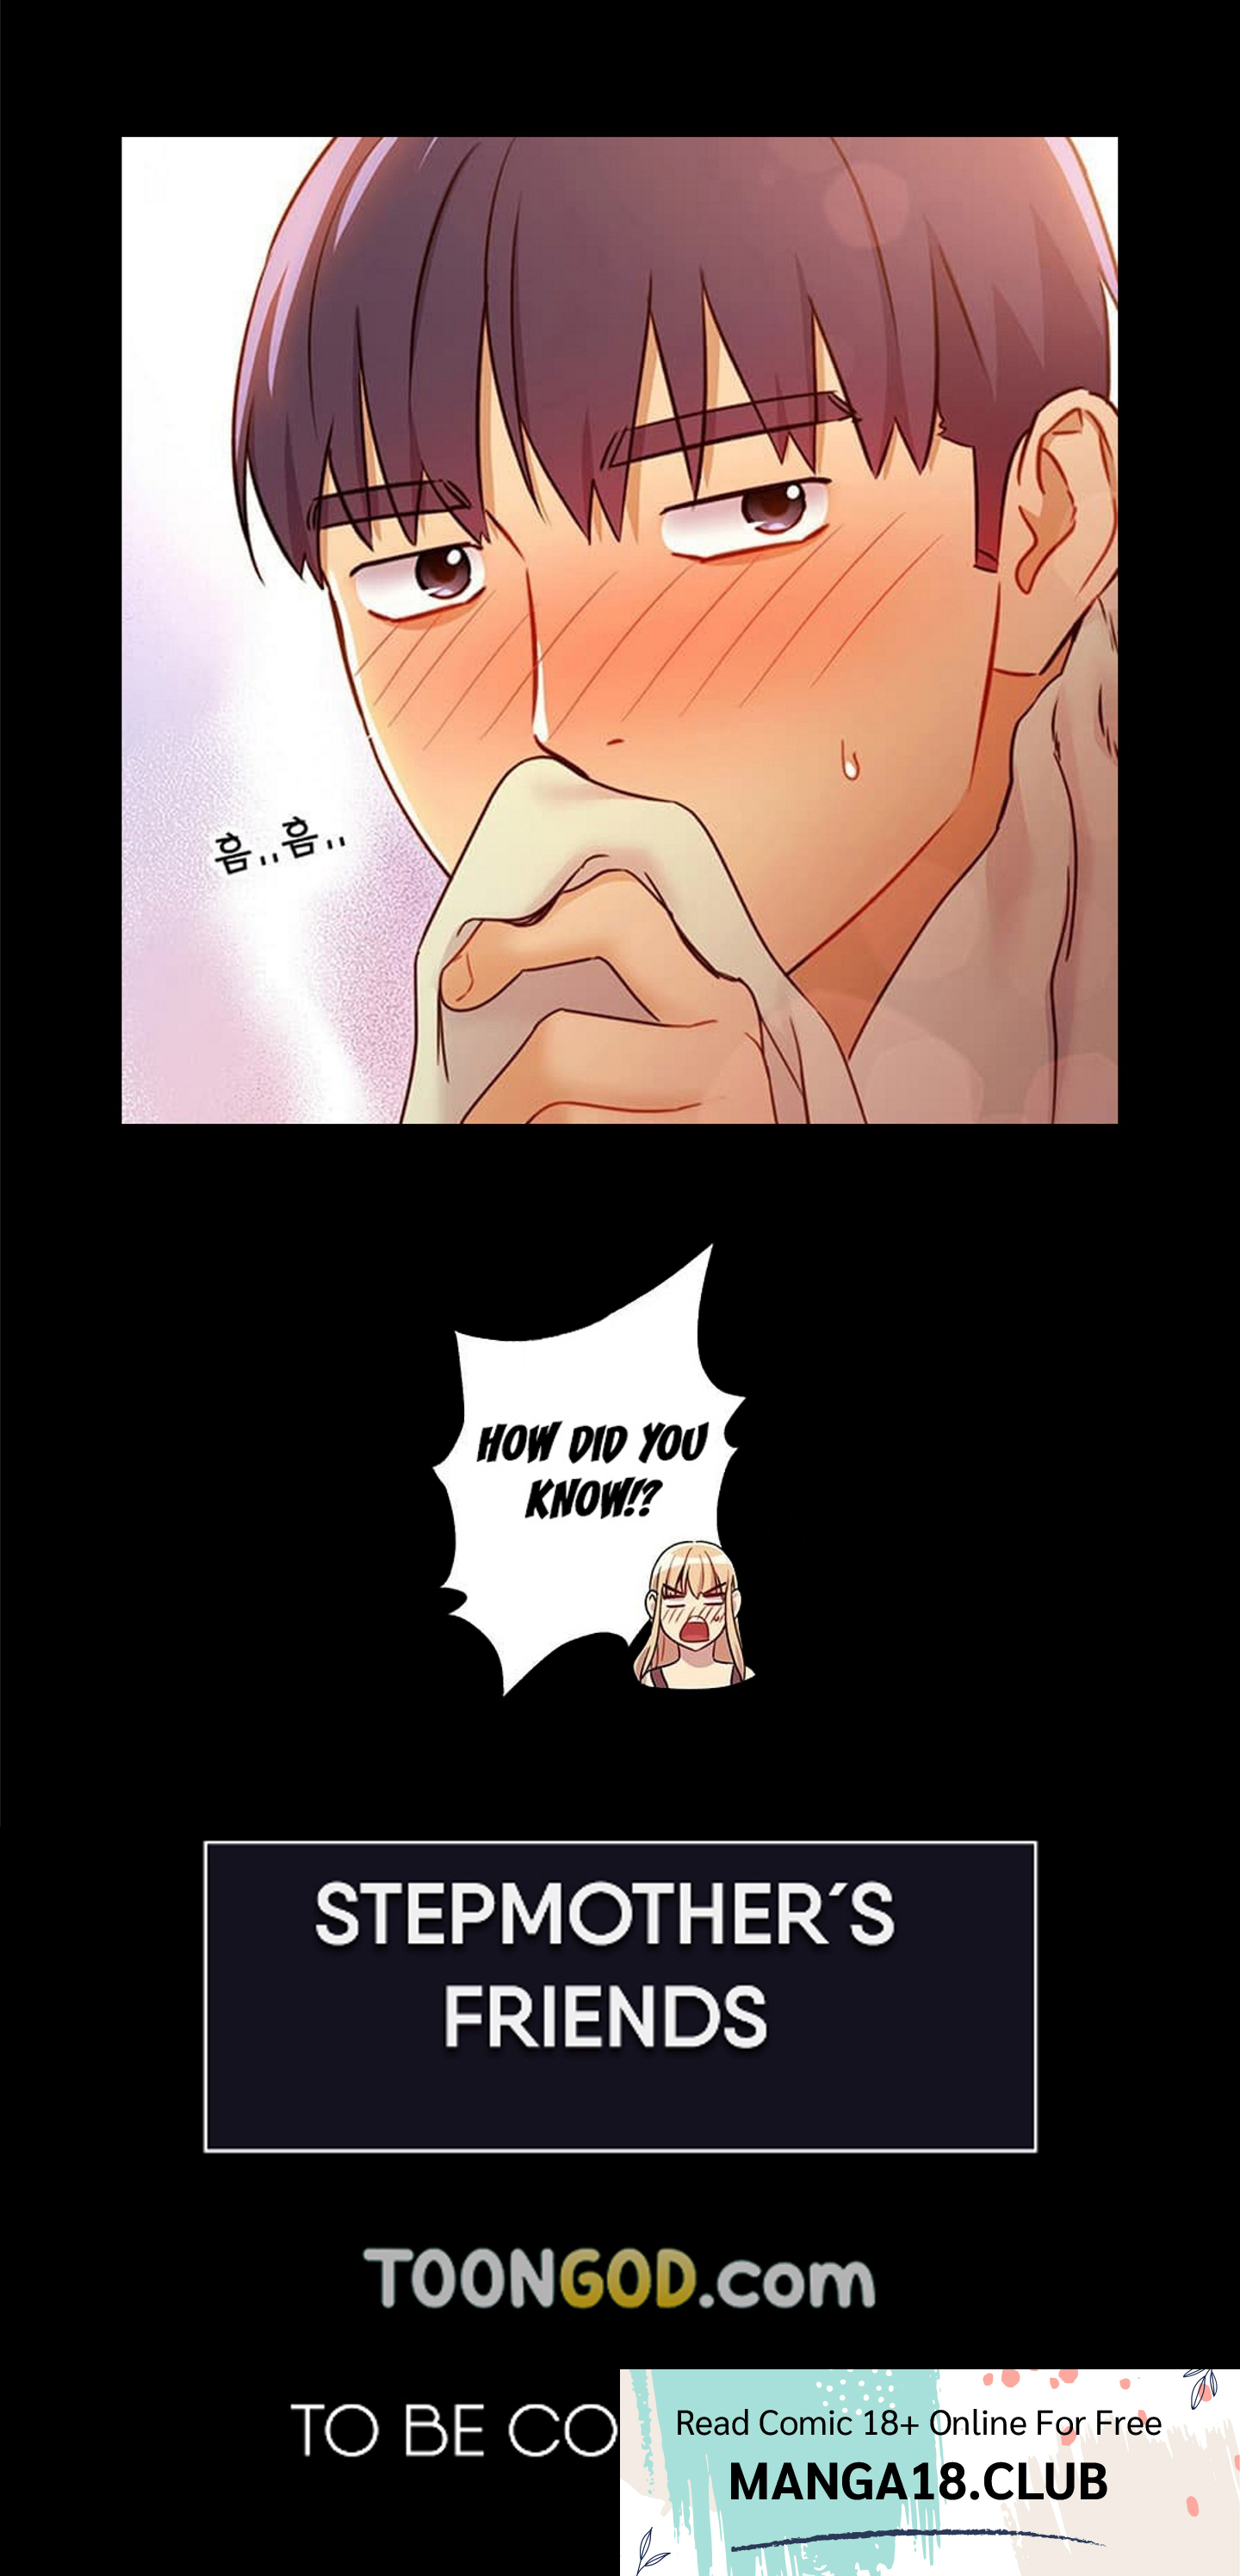 흠..흠..
HOW DID YOU
KNOW!?
STEPMOTHER´S
FRIENDS
TOONGOD.com
TO BE CO
Read Comic 18+ Online For Free
MANGA18.CLUB